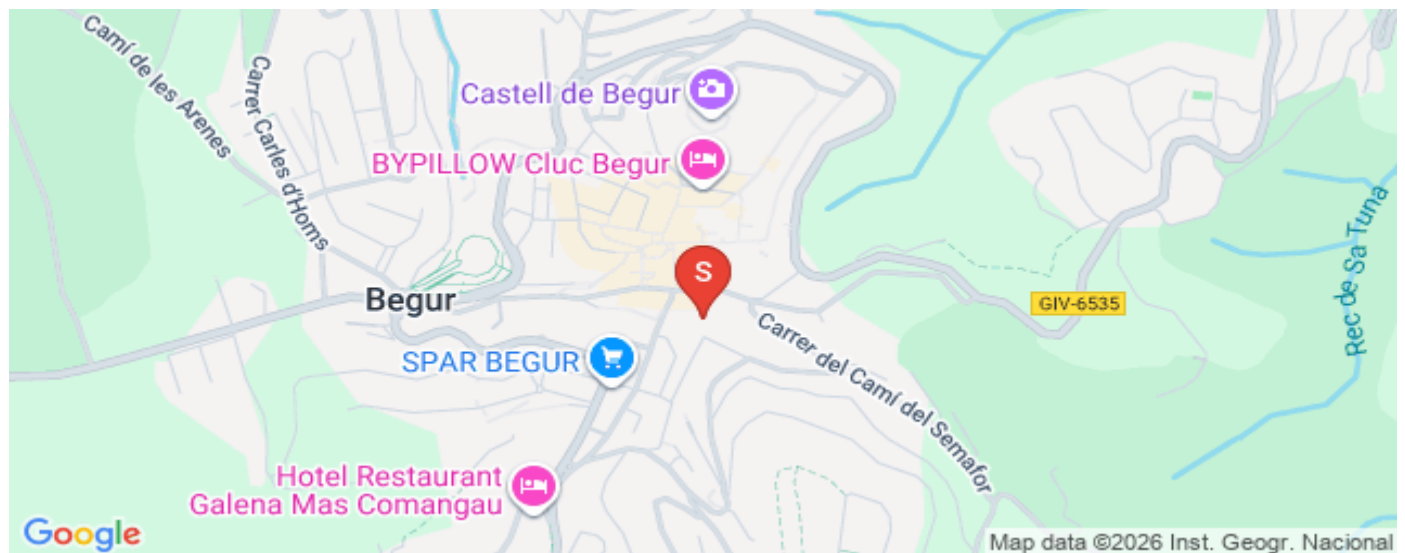 Camí de les Arenes
Carrer Carles d'Homs
Castell de Begur
BYPILLOW Cluc Begur
Rec de Sa Tuna
S
Begur
GIV-6535
SPAR BEGUR
Carrer del Camí del Semafor
Hotel Restaurant
Galena Mas Comangau
Google
Map data ©2026 Inst. Geogr. Nacional